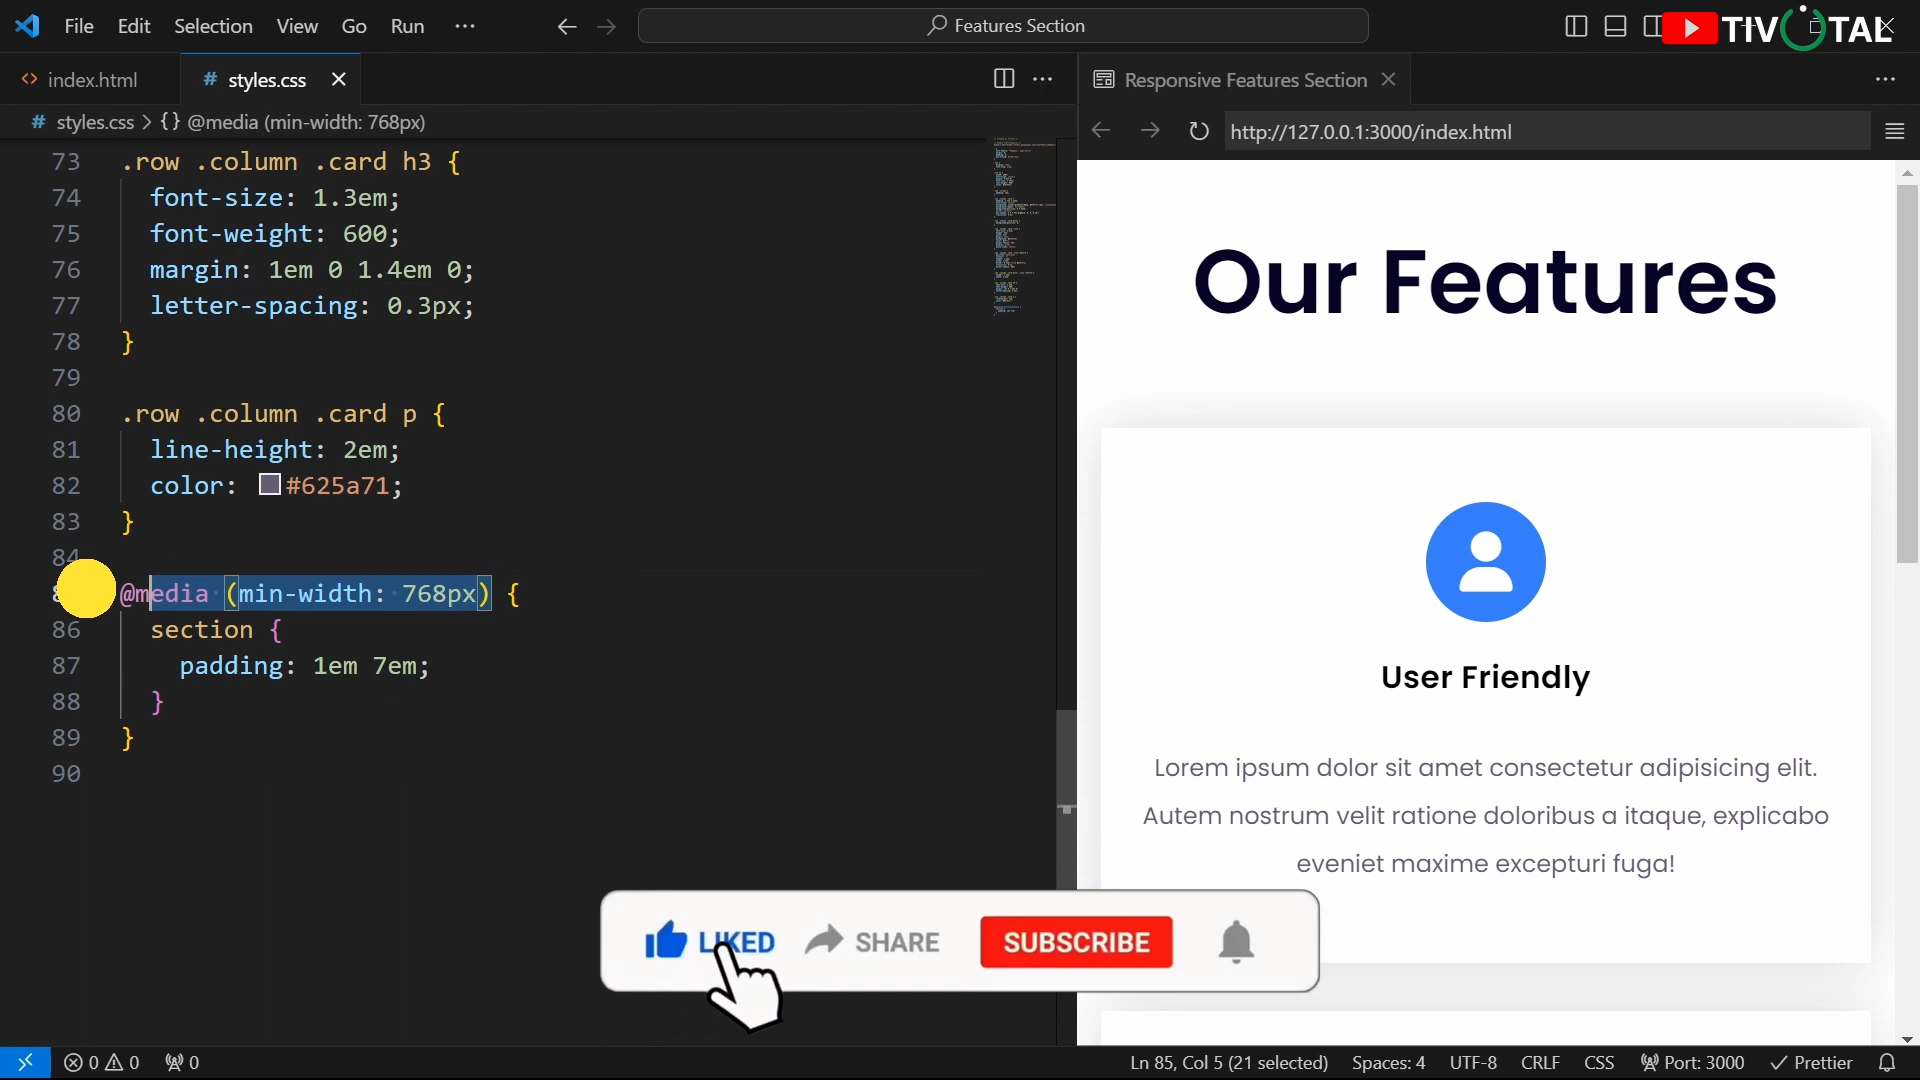 File Edit Selection View Go Run ...
Features Section
TIVOTAL
index.html
styles.css
Responsive Features Section
styles.css > {} @media (min-width: 768px)
http://127.0.0.1:3000/index.html
73 .row .column .card h3 {
74 font-size: 1.3em;
75 font-weight: 600;
76 margin: 1em 0 1.4em 0;
77 letter-spacing: 0.3px;
78 }
79
80 .row .column .card p {
81 line-height: 2em;
82 color: #625a71;
83 }
84
@media (min-width: 768px) {
86 section {
87 padding: 1em 7em;
88 }
89 }
90
Our Features
User Friendly
Lorem ipsum dolor sit amet consectetur adipisicing elit.
Autem nostrum velit ratione doloribus a itaque, explicabo
eveniet maxime excepturi fuga!
LIKED SHARE SUBSCRIBE
0 0 0
Ln 85, Col 5 (21 selected) Spaces: 4 UTF-8 CRLF CSS Port: 3000 Prettier